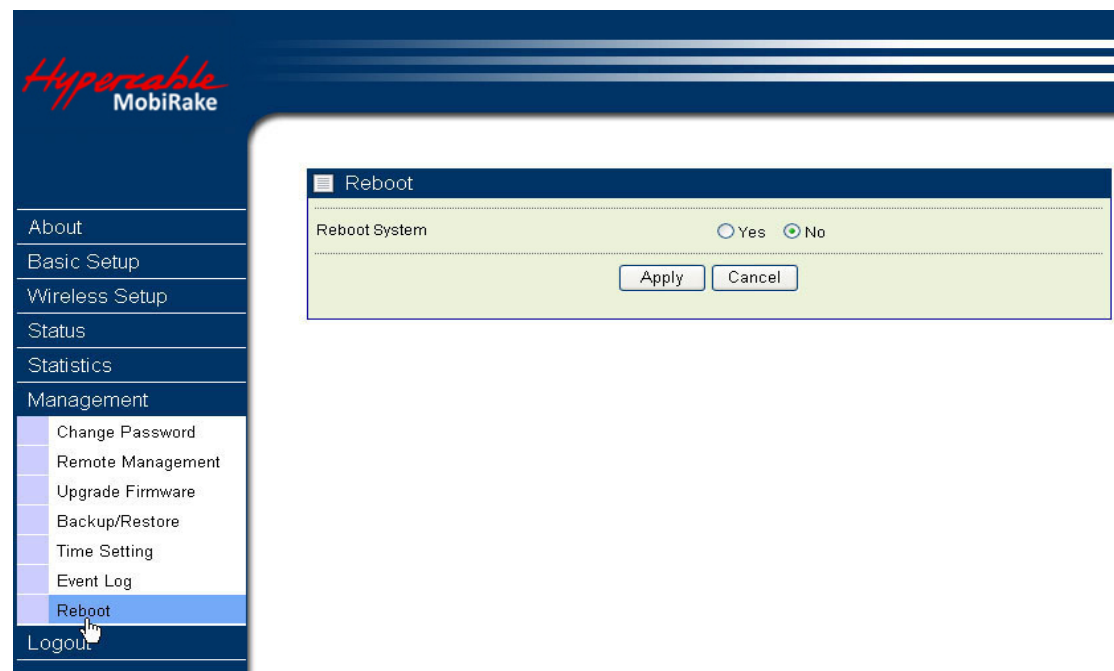 Hypercable
MobiRake
About
Basic Setup
Wireless Setup
Status
Statistics
Management
Change Password
Remote Management
Upgrade Firmware
Backup/Restore
Time Setting
Event Log
Reboot
Logout
Reboot
Reboot System Yes No
Apply Cancel